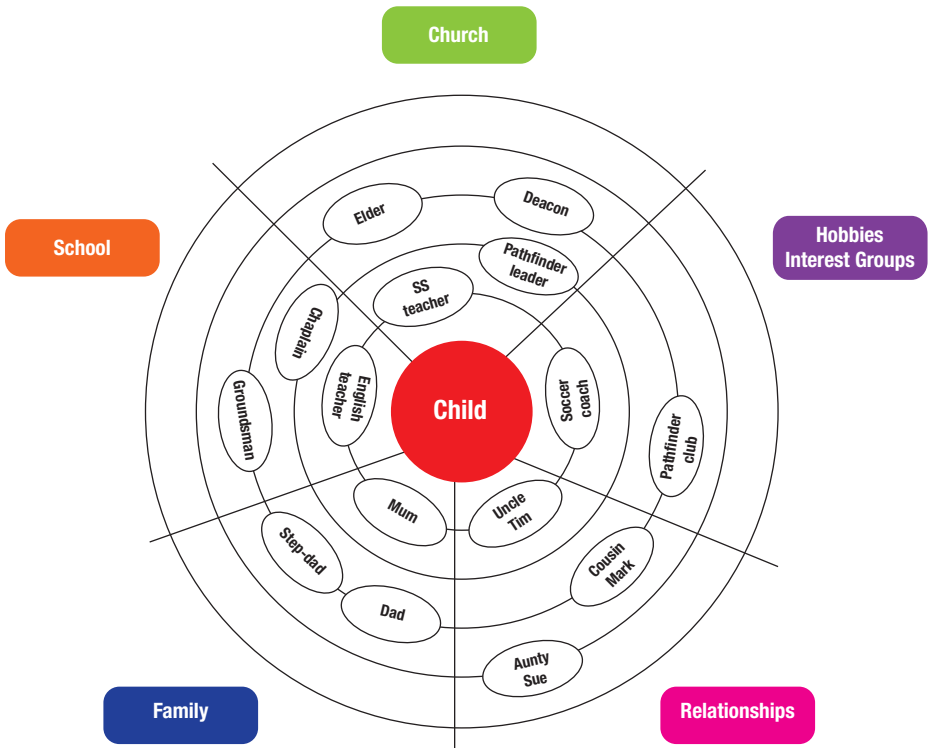 Church
School
Hobbies
Interest Groups
Elder
Deacon
Pathfinder
leader
SS
teacher
Chaplain
English
teacher
Groundsman
Child
Soccer
coach
Pathfinder
club
Mum
Uncle
Tim
Step-dad
Dad
Cousin
Mark
Aunty
Sue
Family
Relationships